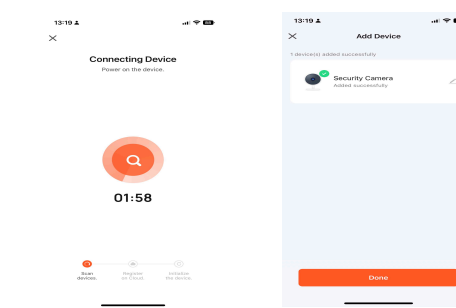 13:19
Connecting Device
Power on the device.
01:58
Scan
devices.
Register
on Cloud.
Initialize
the device.
13:19
Add Device
1 device(s) added successfully
Security Camera
Added successfully
Done